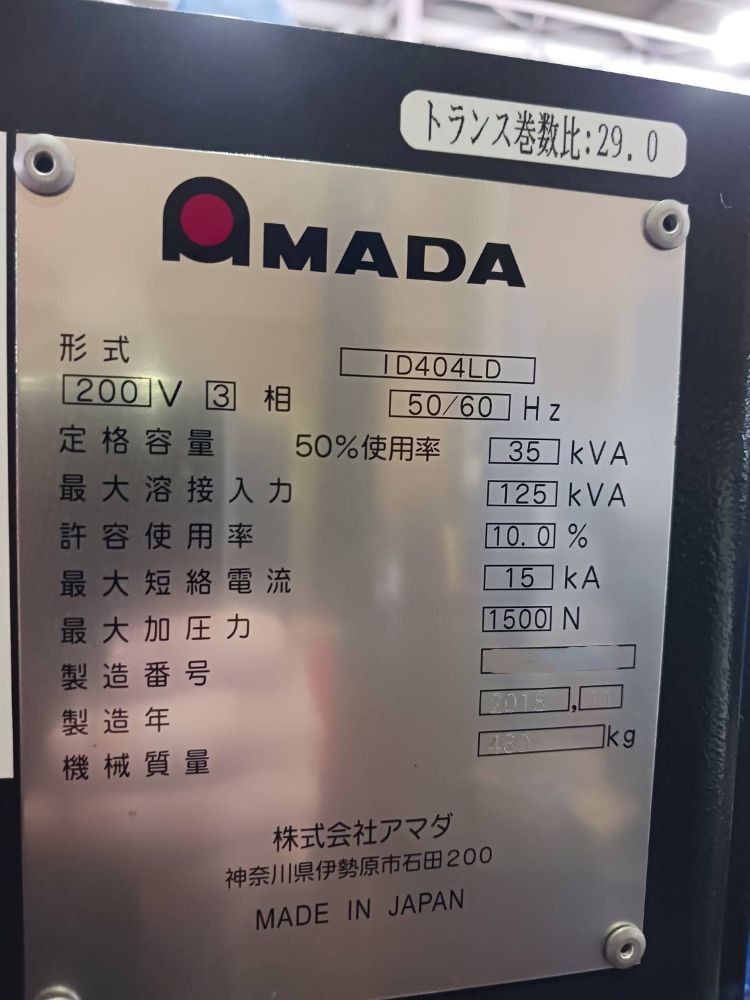 トランス巻数比:29.0
AMADA
形式 ID404LD
200 V 3 相 50/60 Hz
定格容量 50%使用率 35 kVA
最大溶接入力 125 kVA
許容使用率 10.0 %
最大短絡電流 15 kA
最大加圧力 1500 N
製造番号
製造年 2018 , 11
機械質量 480 kg
株式会社アマダ
神奈川県伊勢原市石田200
MADE IN JAPAN